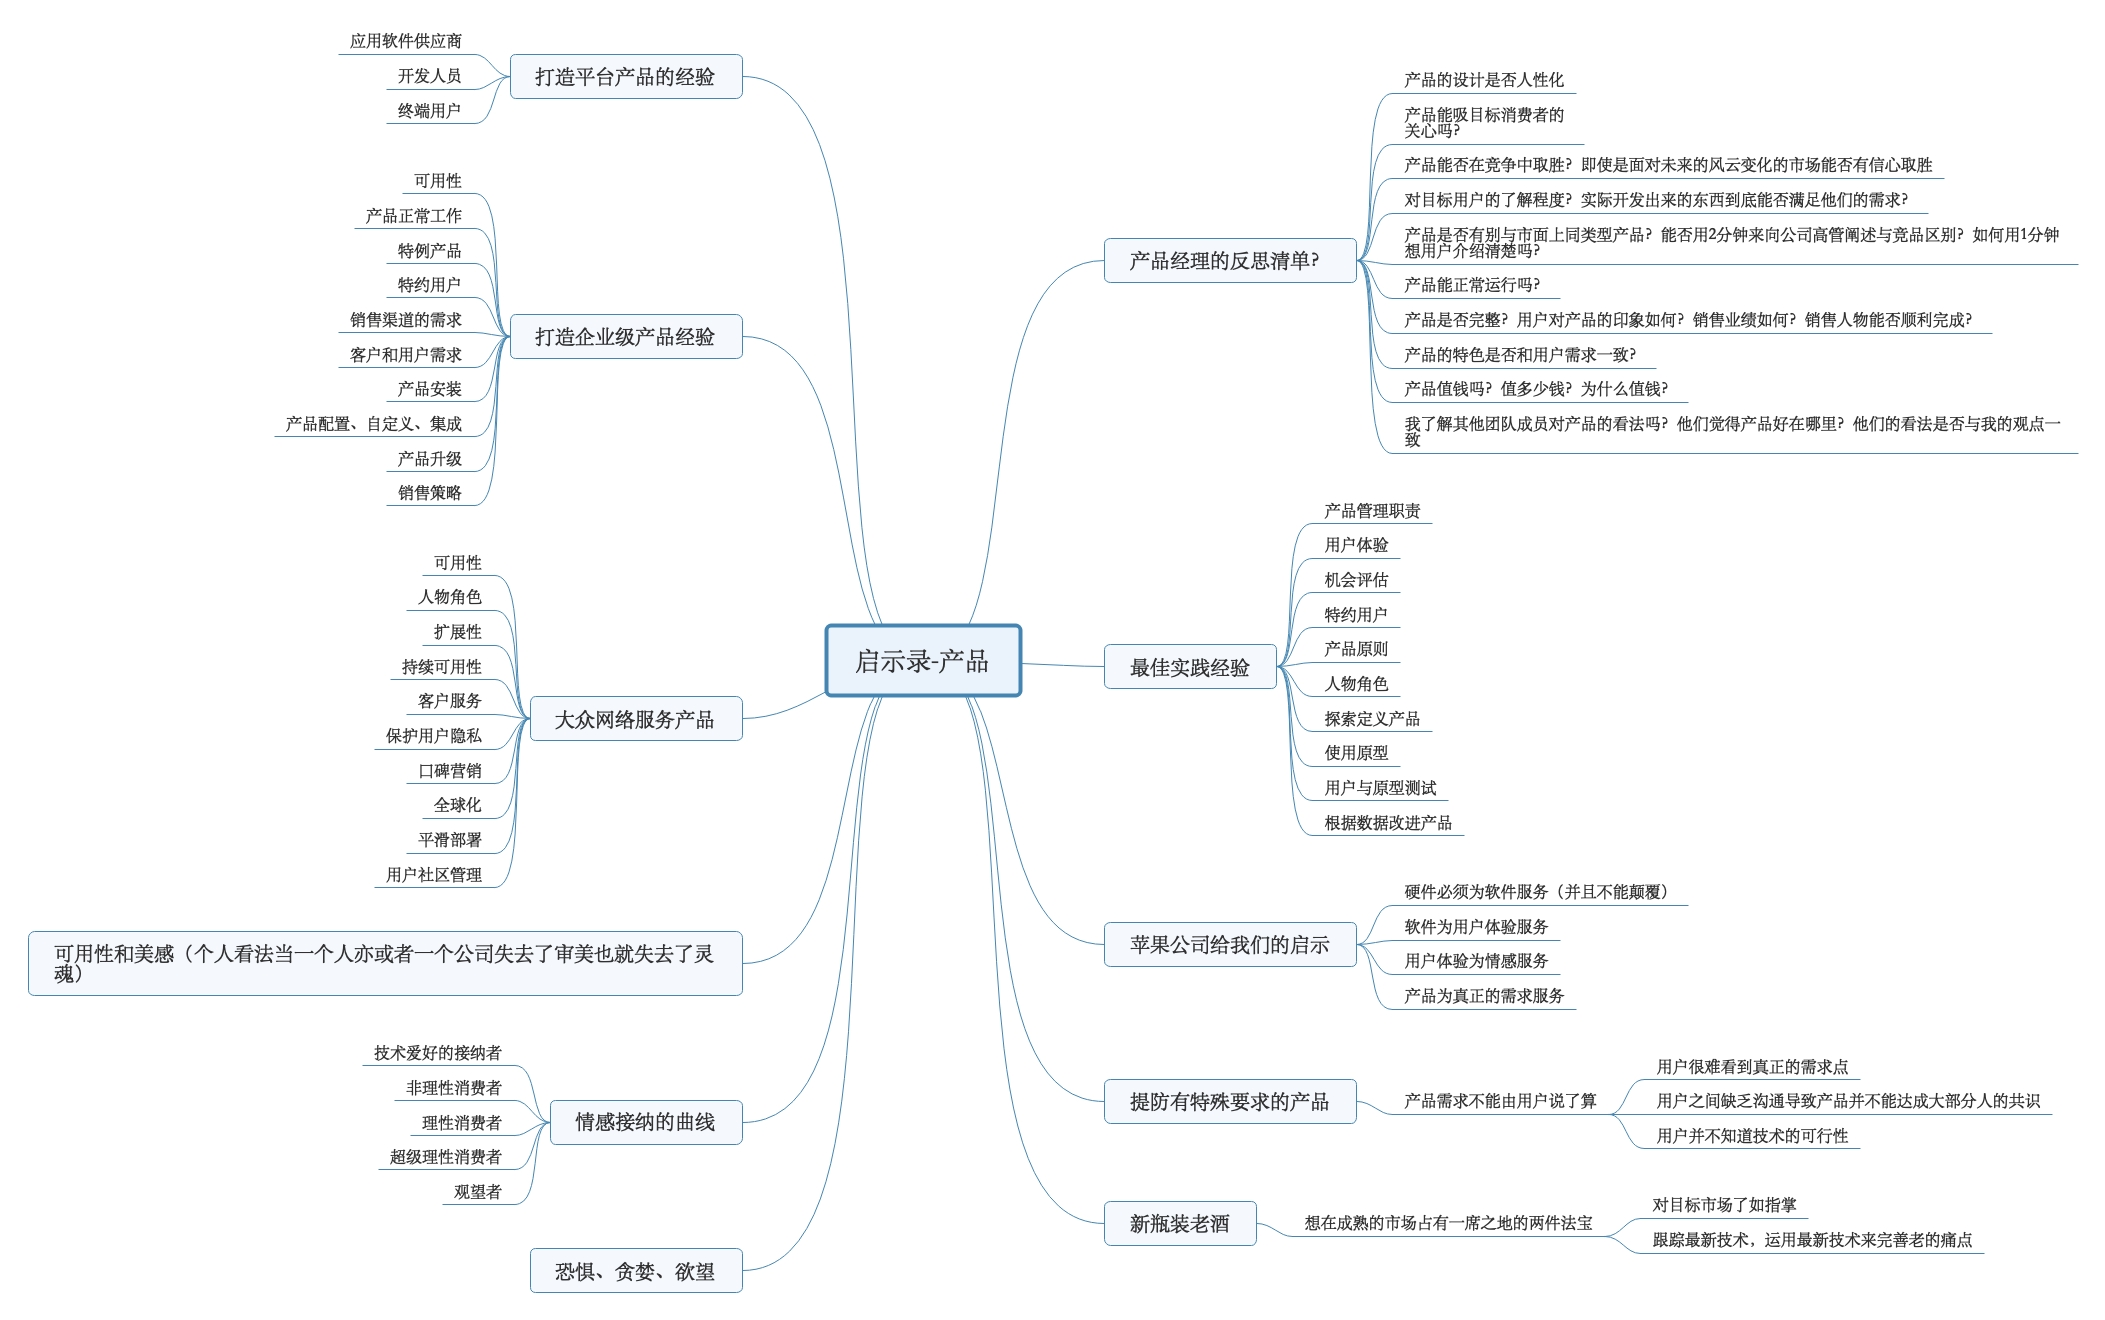 启示录-产品
产品经理的反思清单?
产品的设计是否人性化
产品能吸目标消费者的
关心吗?
产品能否在竞争中取胜? 即使是面对未来的风云变化的市场能否有信心取胜
对目标用户的了解程度? 实际开发出来的东西到底能否满足他们的需求?
产品是否有别与市面上同类型产品? 能否用2分钟来向公司高管阐述与竞品区别? 如何用1分钟
想用户介绍清楚吗?
产品能正常运行吗?
产品是否完整? 用户对产品的印象如何? 销售业绩如何? 销售人物能否顺利完成?
产品的特色是否和用户需求一致?
产品值钱吗? 值多少钱? 为什么值钱?
我了解其他团队成员对产品的看法吗? 他们觉得产品好在哪里? 他们的看法是否与我的观点一
致
最佳实践经验
产品管理职责
用户体验
机会评估
特约用户
产品原则
人物角色
探索定义产品
使用原型
用户与原型测试
根据数据改进产品
苹果公司给我们的启示
硬件必须为软件服务（并且不能颠覆）
软件为用户体验服务
用户体验为情感服务
产品为真正的需求服务
提防有特殊要求的产品
产品需求不能由用户说了算
用户很难看到真正的需求点
用户之间缺乏沟通导致产品并不能达成大部分人的共识
用户并不知道技术的可行性
新瓶装老酒
想在成熟的市场占有一席之地的两件法宝
对目标市场了如指掌
跟踪最新技术，运用最新技术来完善老的痛点
打造平台产品的经验
应用软件供应商
开发人员
终端用户
打造企业级产品经验
可用性
产品正常工作
特例产品
特约用户
销售渠道的需求
客户和用户需求
产品安装
产品配置、自定义、集成
产品升级
销售策略
大众网络服务产品
可用性
人物角色
扩展性
持续可用性
客户服务
保护用户隐私
口碑营销
全球化
平滑部署
用户社区管理
可用性和美感（个人看法当一个人亦或者一个公司失去了审美也就失去了灵
魂）
情感接纳的曲线
技术爱好的接纳者
非理性消费者
理性消费者
超级理性消费者
观望者
恐惧、贪婪、欲望